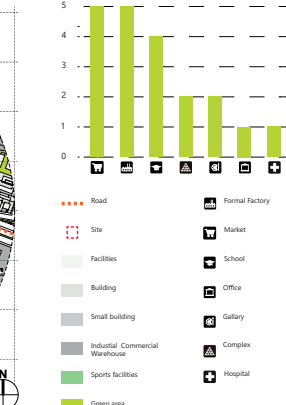 5
4
3
2
1
0
Road
Formal Factory
Site
Market
Facilities
School
Building
Office
Small building
Gallary
Industial Commercial
Warehouse
Complex
Sports facilities
Hospital
N
Green area